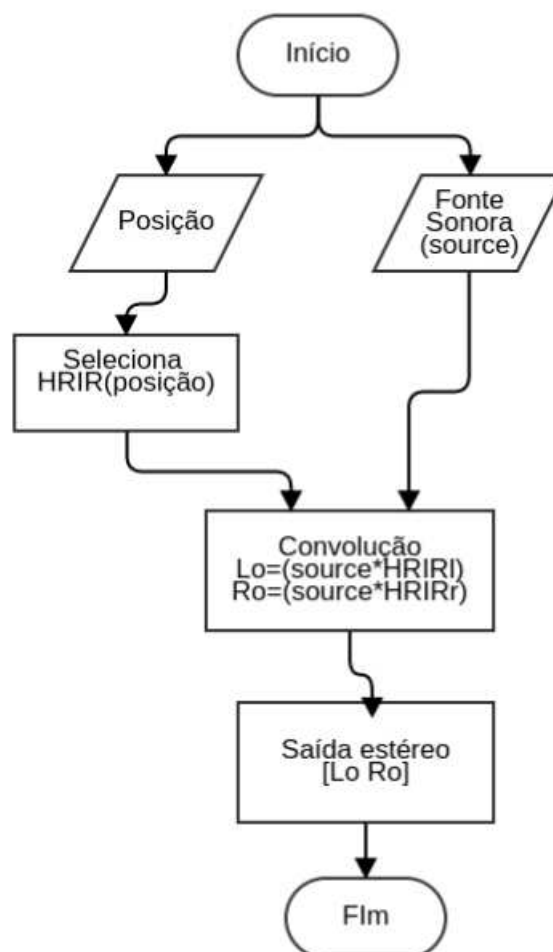 Início
Posição
Fonte
Sonora
(source)
Seleciona
HRIR(posição)
Convolução
Lo=(source*HRIRl)
Ro=(source*HRIRr)
Saída estéreo
[Lo Ro]
FIm